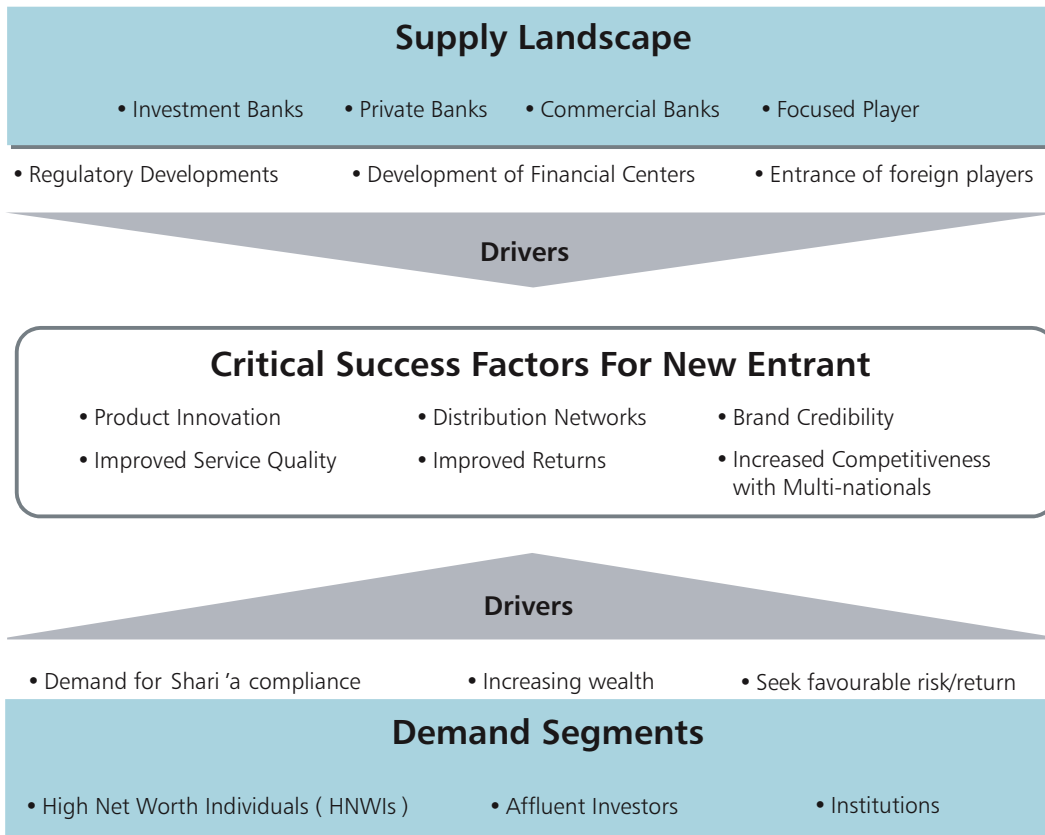 Supply Landscape
• Investment Banks • Private Banks • Commercial Banks • Focused Player
• Regulatory Developments • Development of Financial Centers • Entrance of foreign players
Drivers
Critical Success Factors For New Entrant
• Product Innovation • Distribution Networks • Brand Credibility
• Improved Service Quality • Improved Returns • Increased Competitiveness
with Multi-nationals
Drivers
• Demand for Shari 'a compliance • Increasing wealth • Seek favourable risk/return
Demand Segments
• High Net Worth Individuals ( HNWIs ) • Affluent Investors • Institutions